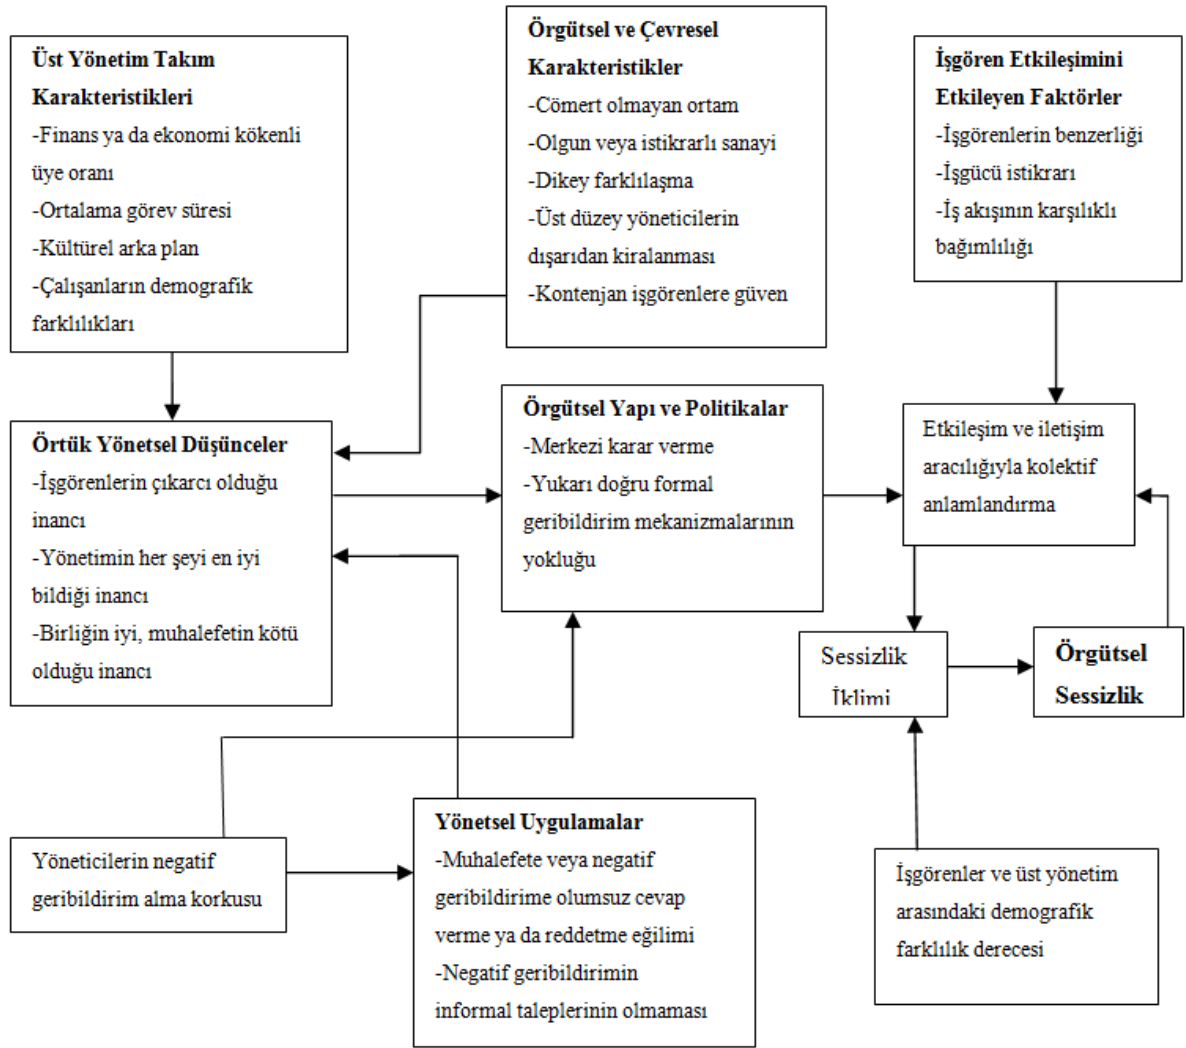 Üst Yönetim Takım
Karakteristikleri
-Finans ya da ekonomi kökenli
üye oranı
-Ortalama görev süresi
-Kültürel arka plan
-Çalışanların demografik
farklılıkları
Örgütsel ve Çevresel
Karakteristikler
-Cömert olmayan ortam
-Olgun veya istikrarlı sanayi
-Dikey farklılaşma
-Üst düzey yöneticilerin
dışarıdan kiralanması
-Kontenjan işgörenlere güven
İşgören Etkileşimini
Etkileyen Faktörler
-İşgörenlerin benzerliği
-İşgücü istikrarı
-İş akışının karşılıklı
bağımlılığı
Örtük Yönetsel Düşünceler
-İşgörenlerin çıkarcı olduğu
inancı
-Yönetimin her şeyi en iyi
bildiği inancı
-Birliğin iyi, muhalefetin kötü
olduğu inancı
Örgütsel Yapı ve Politikalar
-Merkezi karar verme
-Yukarı doğru formal
geribildirim mekanizmalarının
yokluğu
Etkileşim ve iletişim
aracılığıyla kolektif
anlamlandırma
Sessizlik
İklimi
Örgütsel
Sessizlik
Yöneticilerin negatif
geribildirim alma korkusu
Yönetsel Uygulamalar
-Muhalefete veya negatif
geribildirime olumsuz cevap
verme ya da reddetme eğilimi
-Negatif geribildirimin
informal taleplerinin olmaması
İşgörenler ve üst yönetim
arasındaki demografik
farklılık derecesi